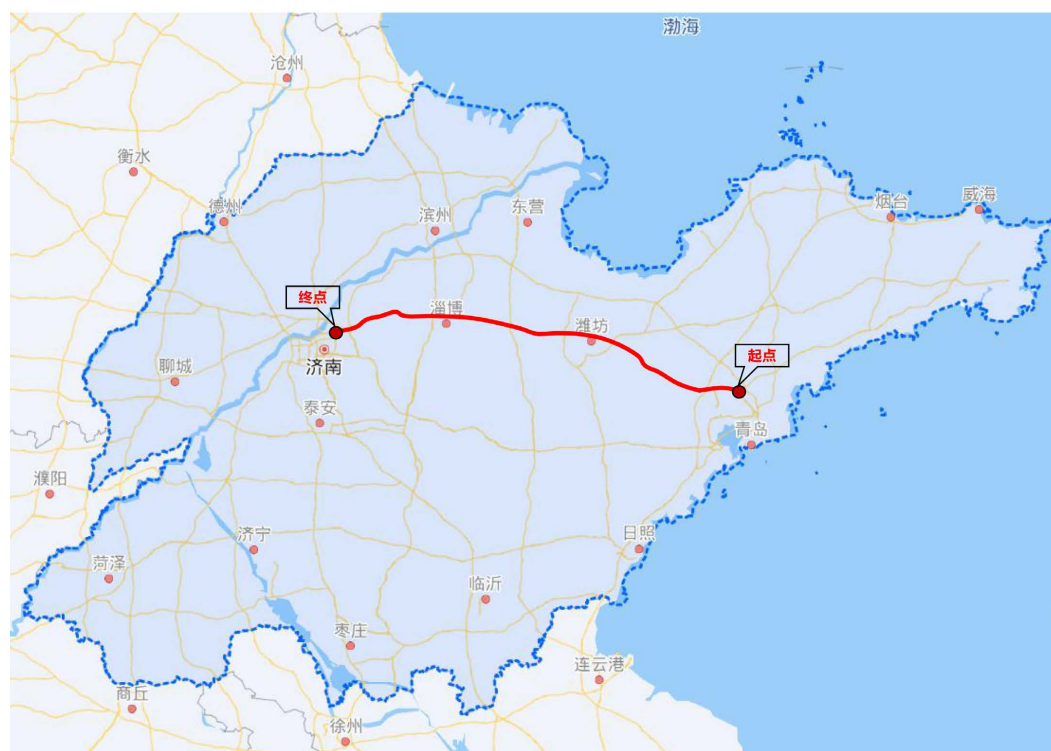 渤海
沧州
衡水
德州
滨州
东营
烟台
威海
终点
淄博
潍坊
起点
济南
聊城
泰安
青岛
濮阳
济宁
日照
菏泽
临沂
枣庄
连云港
商丘
徐州